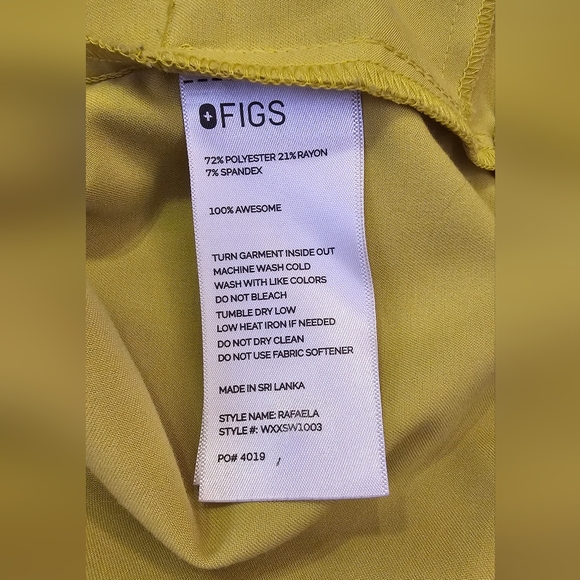 FIGS
72% POLYESTER 21% RAYON
7% SPANDEX
100% AWESOME
TURN GARMENT INSIDE OUT
MACHINE WASH COLD
WASH WITH LIKE COLORS
DO NOT BLEACH
TUMBLE DRY LOW
LOW HEAT IRON IF NEEDED
DO NOT DRY CLEAN
DO NOT USE FABRIC SOFTENER
MADE IN SRI LANKA
STYLE NAME: RAFAELA
STYLE #: WXXSW1003
PO# 4019